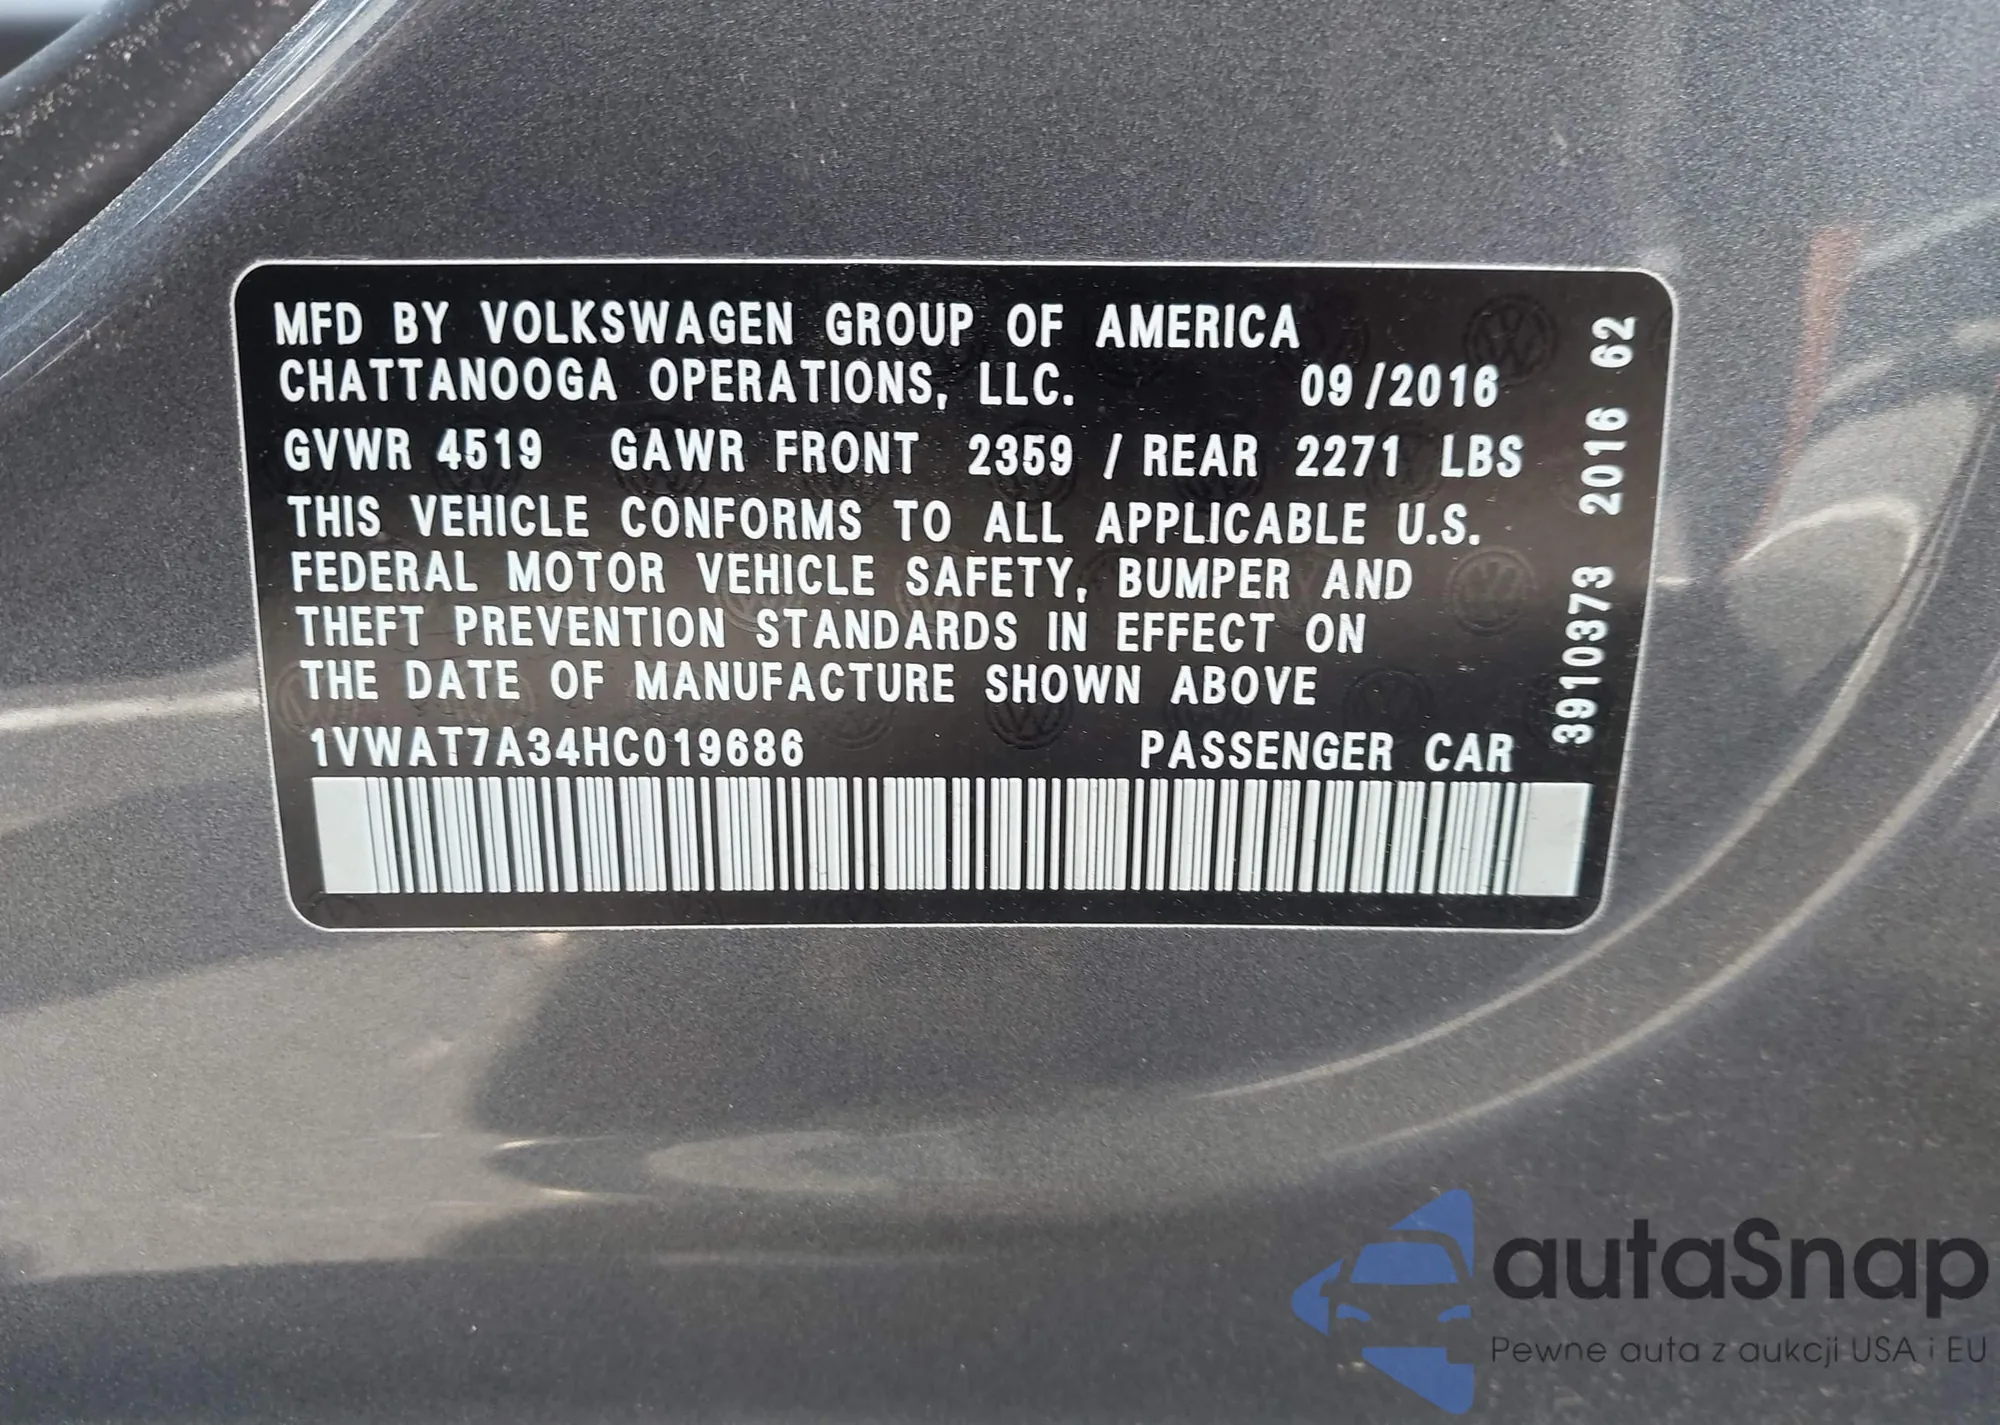 MFD BY VOLKSWAGEN GROUP OF AMERICA
CHATTANOOGA OPERATIONS, LLC. 09/2016
GVWR 4519 GAWR FRONT 2359 / REAR 2271 LBS
THIS VEHICLE CONFORMS TO ALL APPLICABLE U.S.
FEDERAL MOTOR VEHICLE SAFETY, BUMPER AND
THEFT PREVENTION STANDARDS IN EFFECT ON
THE DATE OF MANUFACTURE SHOWN ABOVE
1VWAT7A34HC019686 PASSENGER CAR
3910373 2016 62
autaSnap
Pewne auta z aukcji USA i EU